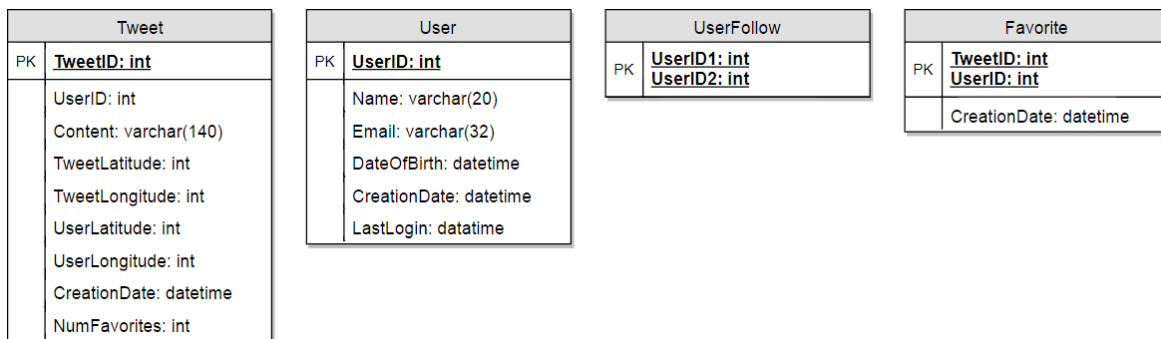 Tweet
PK
TweetID: int
UserID: int
Content: varchar(140)
TweetLatitude: int
TweetLongitude: int
UserLatitude: int
UserLongitude: int
CreationDate: datetime
NumFavorites: int
User
PK
UserID: int
Name: varchar(20)
Email: varchar(32)
DateOfBirth: datetime
CreationDate: datetime
LastLogin: datatime
UserFollow
PK
UserID1: int
UserID2: int
Favorite
PK
TweetID: int
UserID: int
CreationDate: datetime